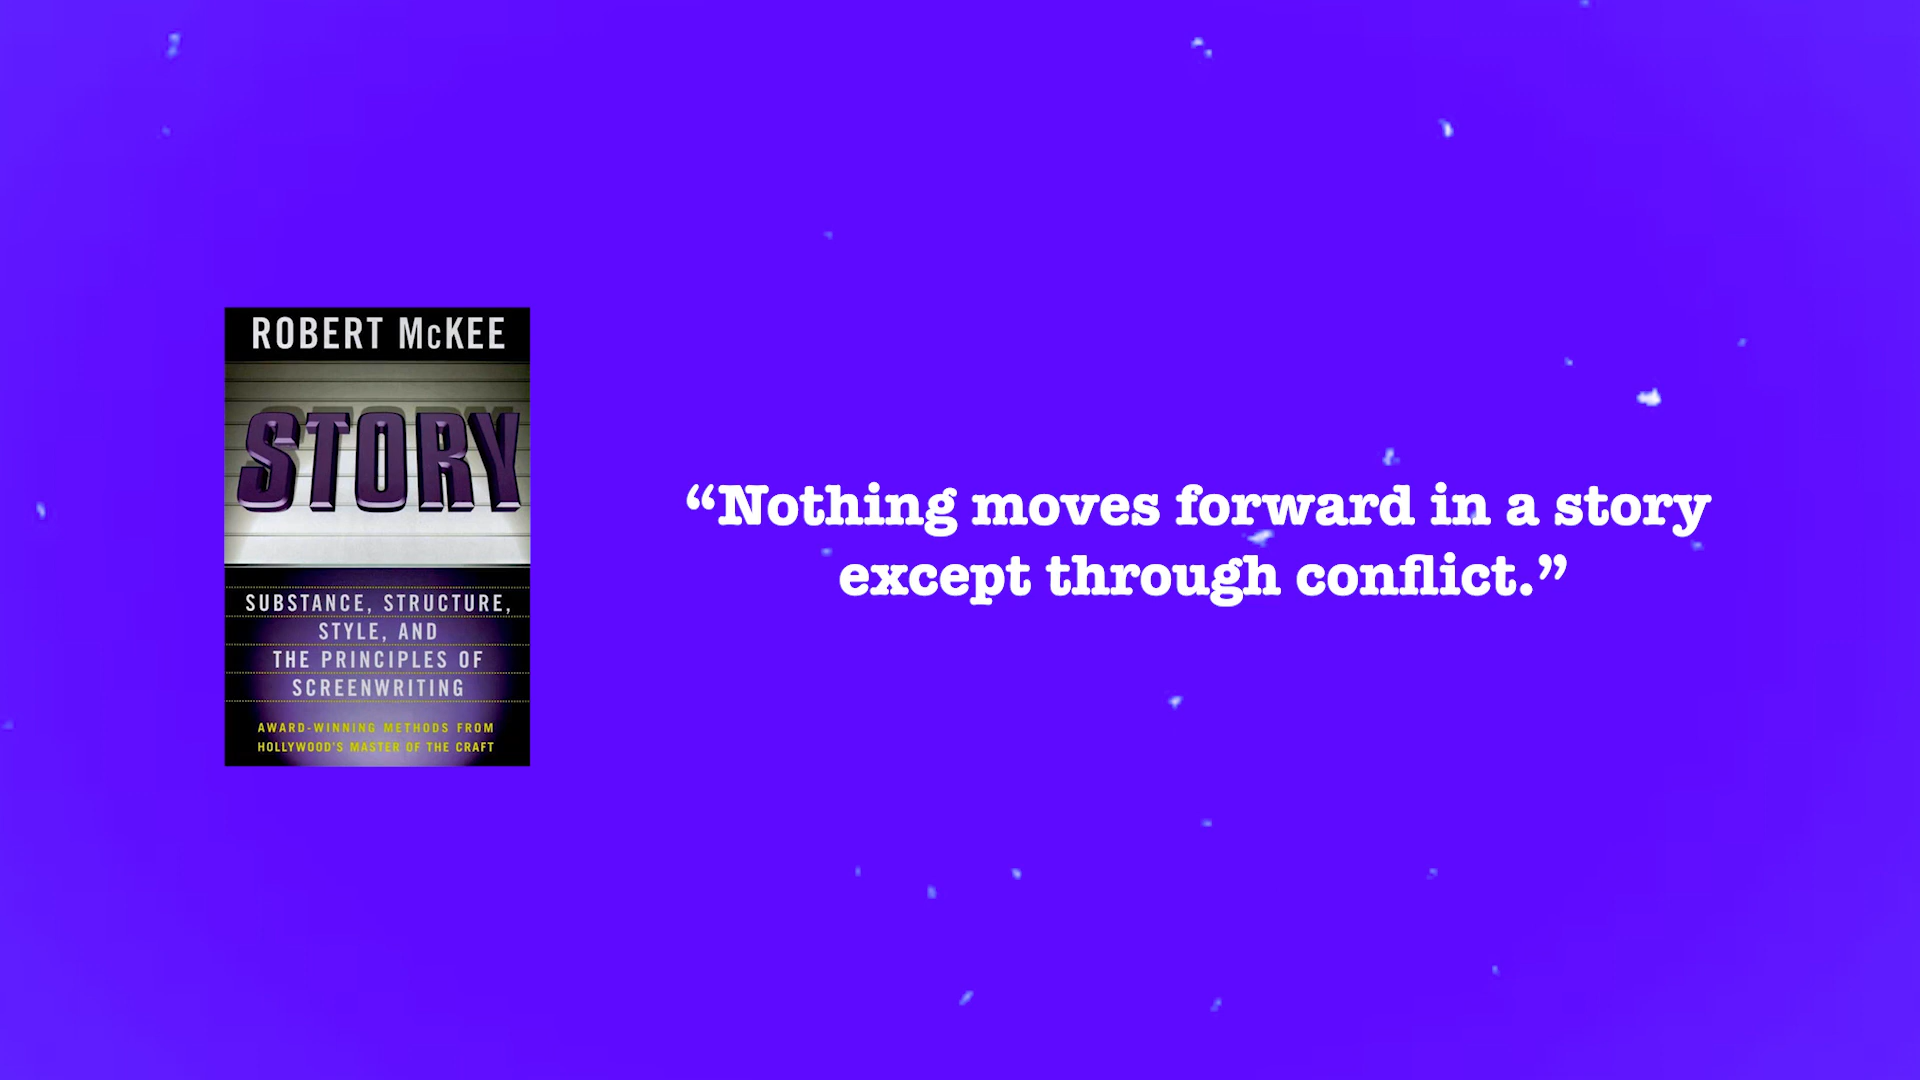 ROBERT McKEE
STORY
SUBSTANCE, STRUCTURE,
STYLE, AND
THE PRINCIPLES OF
SCREENWRITING
AWARD-WINNING METHODS FROM
HOLLYWOOD'S MASTER OF THE CRAFT
“Nothing moves forward in a story
except through conflict.”